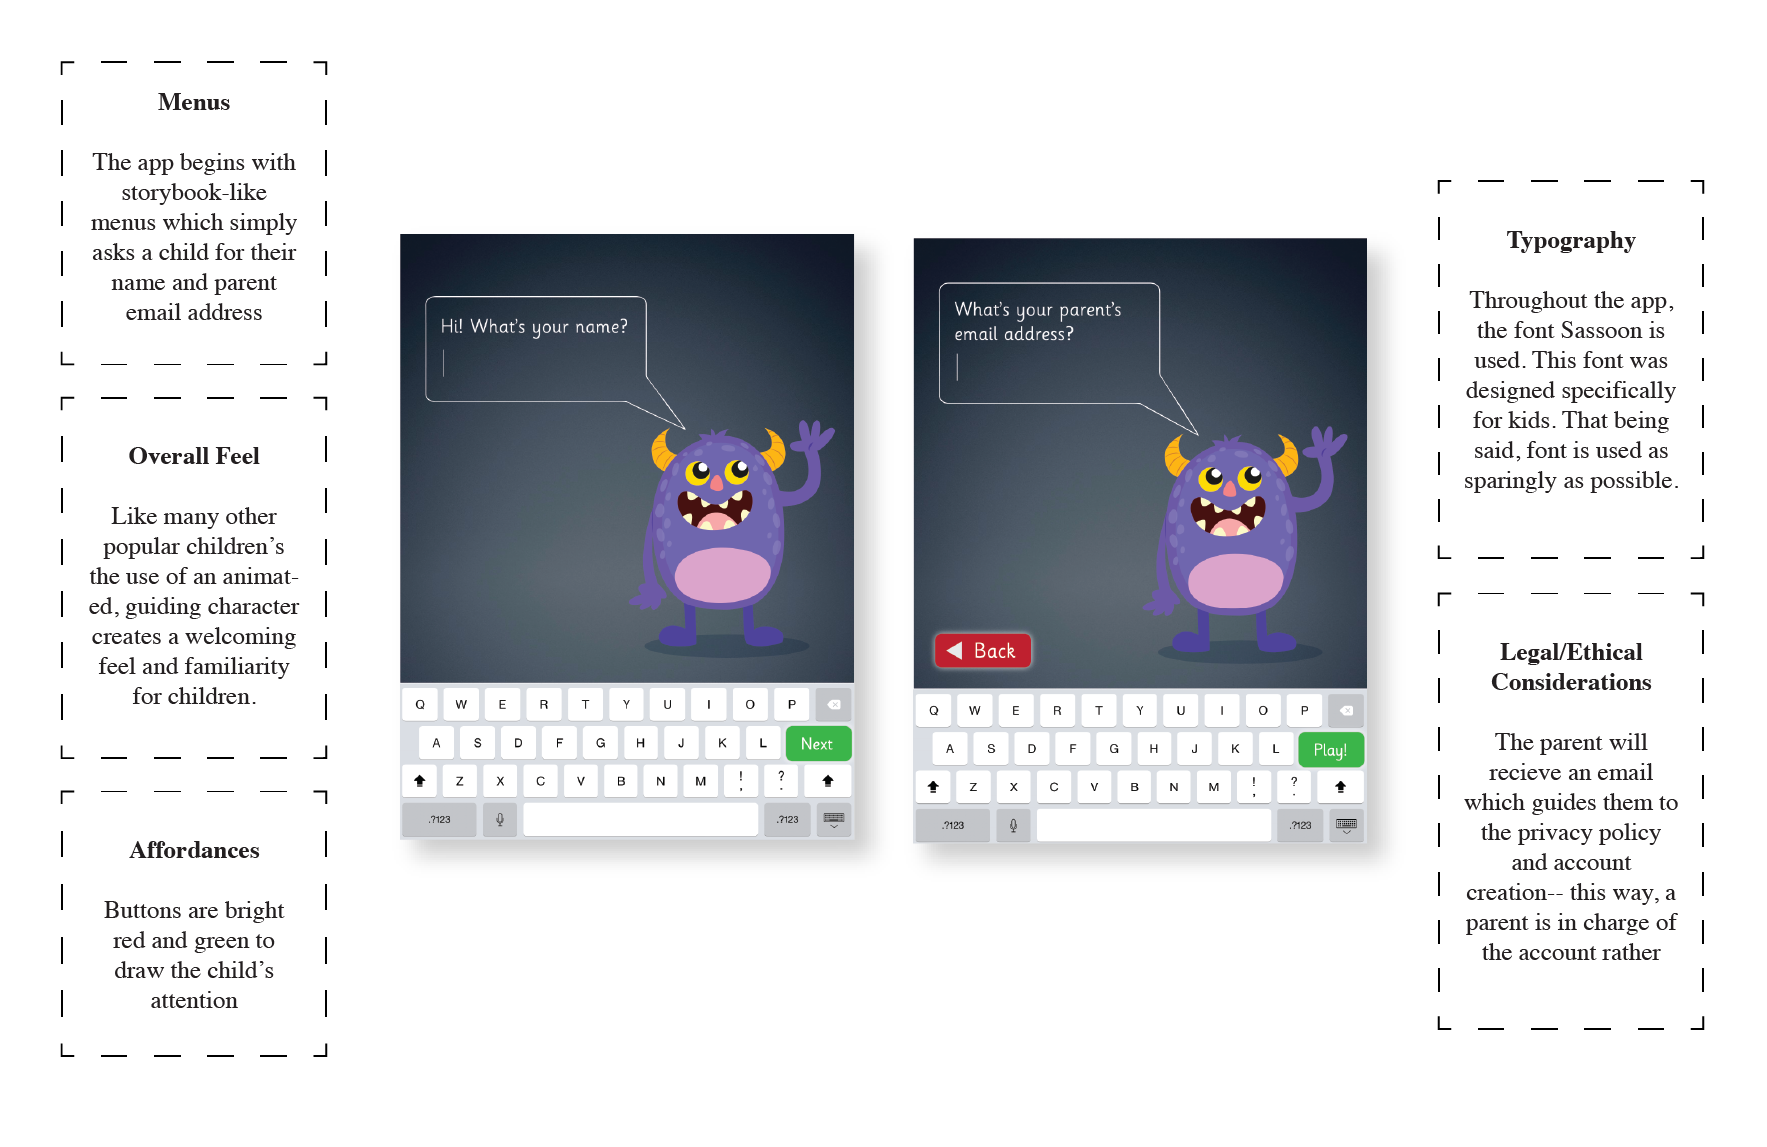 Menus
The app begins with
storybook-like
menus which simply
asks a child for their
name and parent
email address
Overall Feel
Like many other
popular children's
the use of an animat-
ed, guiding character
creates a welcoming
feel and familiarity
for children.
Affordances
Buttons are bright
red and green to
draw the child's
attention
Hi! What's your name?
Q W E R T Y U I O P
A S D F G H J K L Next
Z X C V B N M ! , ? .
.?123 .?123
What's your parent's
email address?
Back
Q W E R T Y U I O P
A S D F G H J K L Play!
Z X C V B N M ! , ? .
.?123 .?123
Typography
Throughout the app,
the font Sassoon is
used. This font was
designed specifically
for kids. That being
said, font is used as
sparingly as possible.
Legal/Ethical
Considerations
The parent will
recieve an email
which guides them to
the privacy policy
and account
creation-- this way, a
parent is in charge of
the account rather